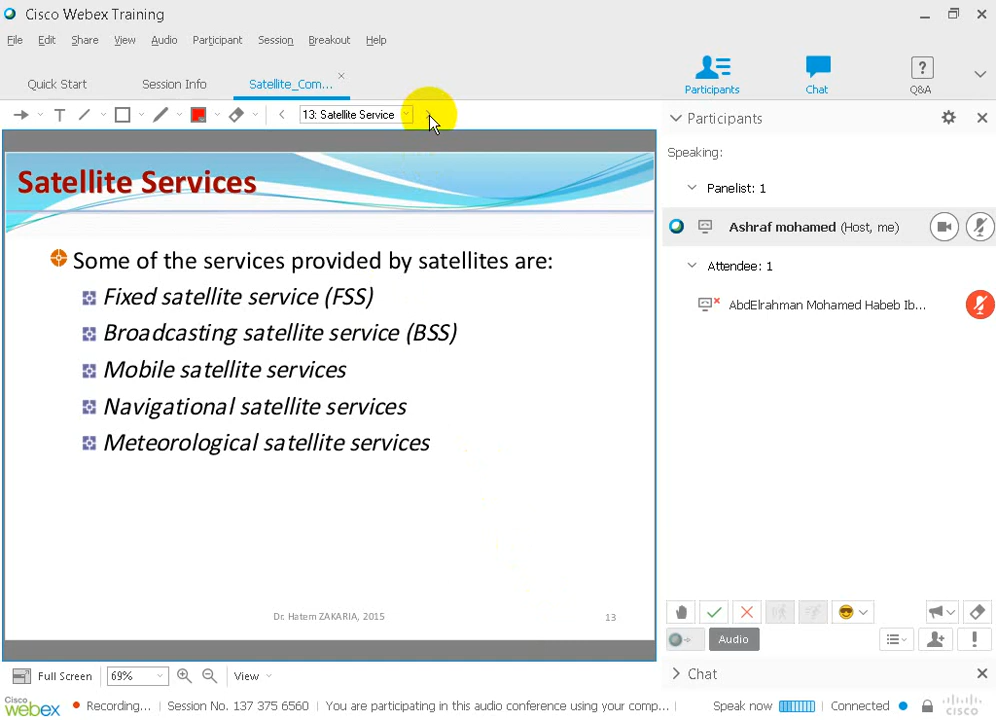 Cisco Webex Training
File Edit Share View Audio Participant Session Breakout Help
Quick Start Session Info Satellite_Com...
Participants Chat Q&A
T 13: Satellite Service
Participants
Speaking:
Panelist: 1
Ashraf mohamed (Host, me)
Attendee: 1
AbdElrahman Mohamed Habeb Ib...
Satellite Services
Some of the services provided by satellites are:
Fixed satellite service (FSS)
Broadcasting satellite service (BSS)
Mobile satellite services
Navigational satellite services
Meteorological satellite services
Dr. Hatem ZAKARIA, 2015 13
Audio
Chat
Full Screen 69% View
Cisco webex Recording... Session No. 137 375 6560 You are participating in this audio conference using your comp... Speak now Connected cisco